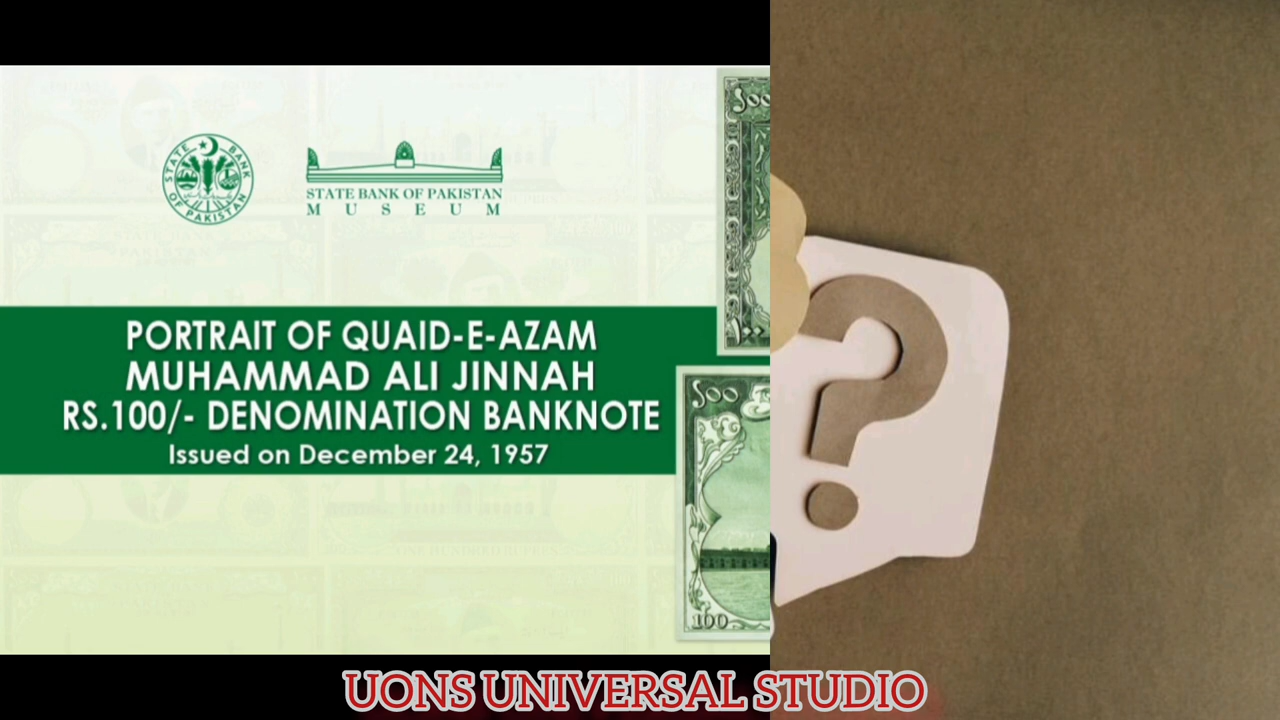 STATE BANK OF PAKISTAN
STATE BANK OF PAKISTAN
MUSEUM
PORTRAIT OF QUAID-E-AZAM
MUHAMMAD ALI JINNAH
RS.100/- DENOMINATION BANKNOTE
Issued on December 24, 1957
100
?
UONS UNIVERSAL STUDIO